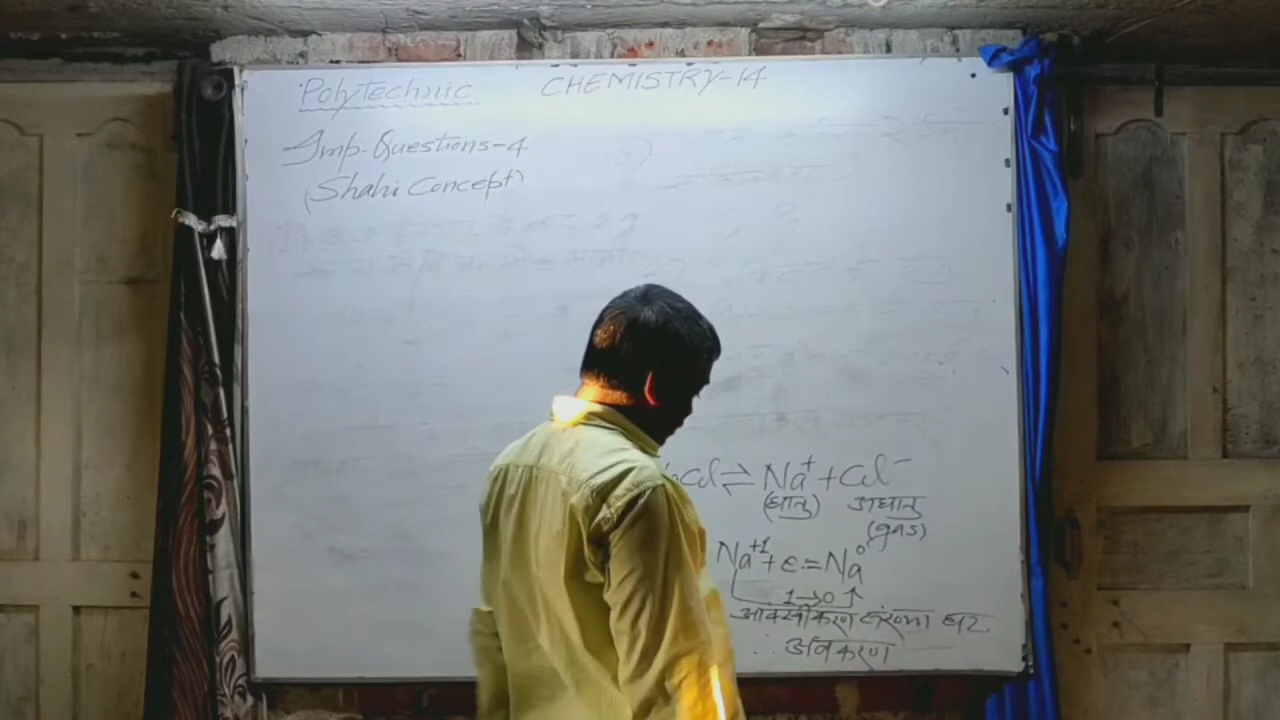 Polytechnic CHEMISTRY-14
Imp. Questions-4
(Shahi Concept)
Cl ⇌ Na⁺ + Cl⁻
(धातु) अधातु
(gas)
Na⁺¹ + e = Na⁰
1→0
आक्सीकरण संख्या घट
∴ अवकरण